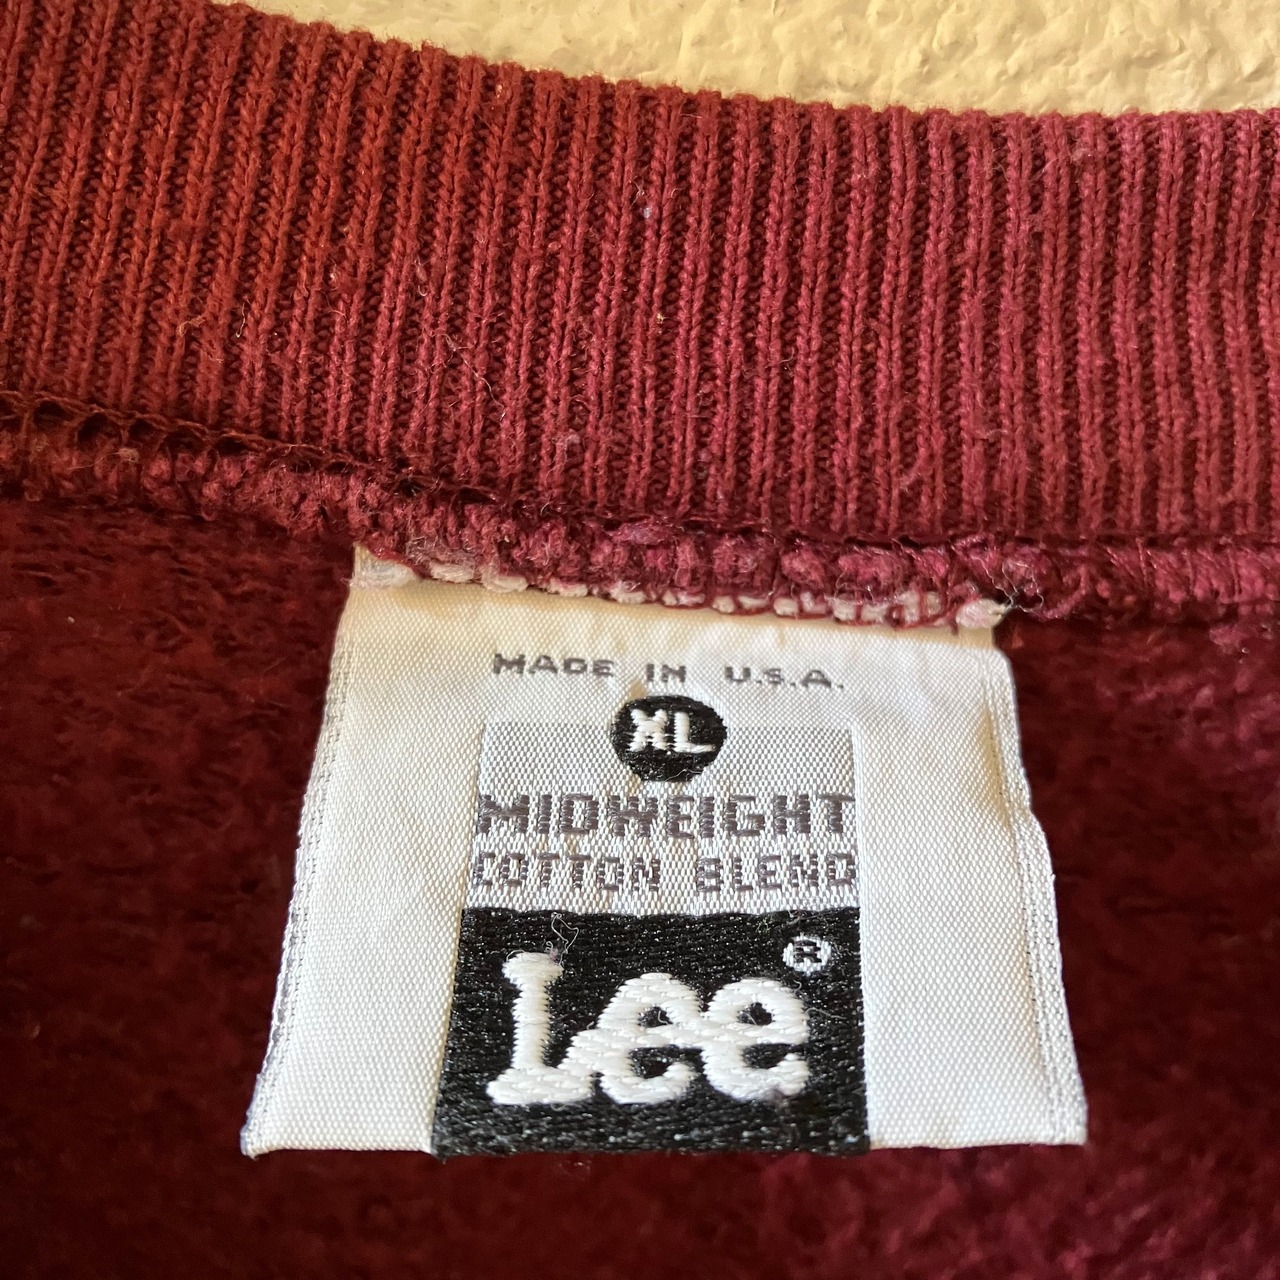 MADE IN U.S.A.
XL
MIDWEIGHT
COTTON BLEND
Lee ®